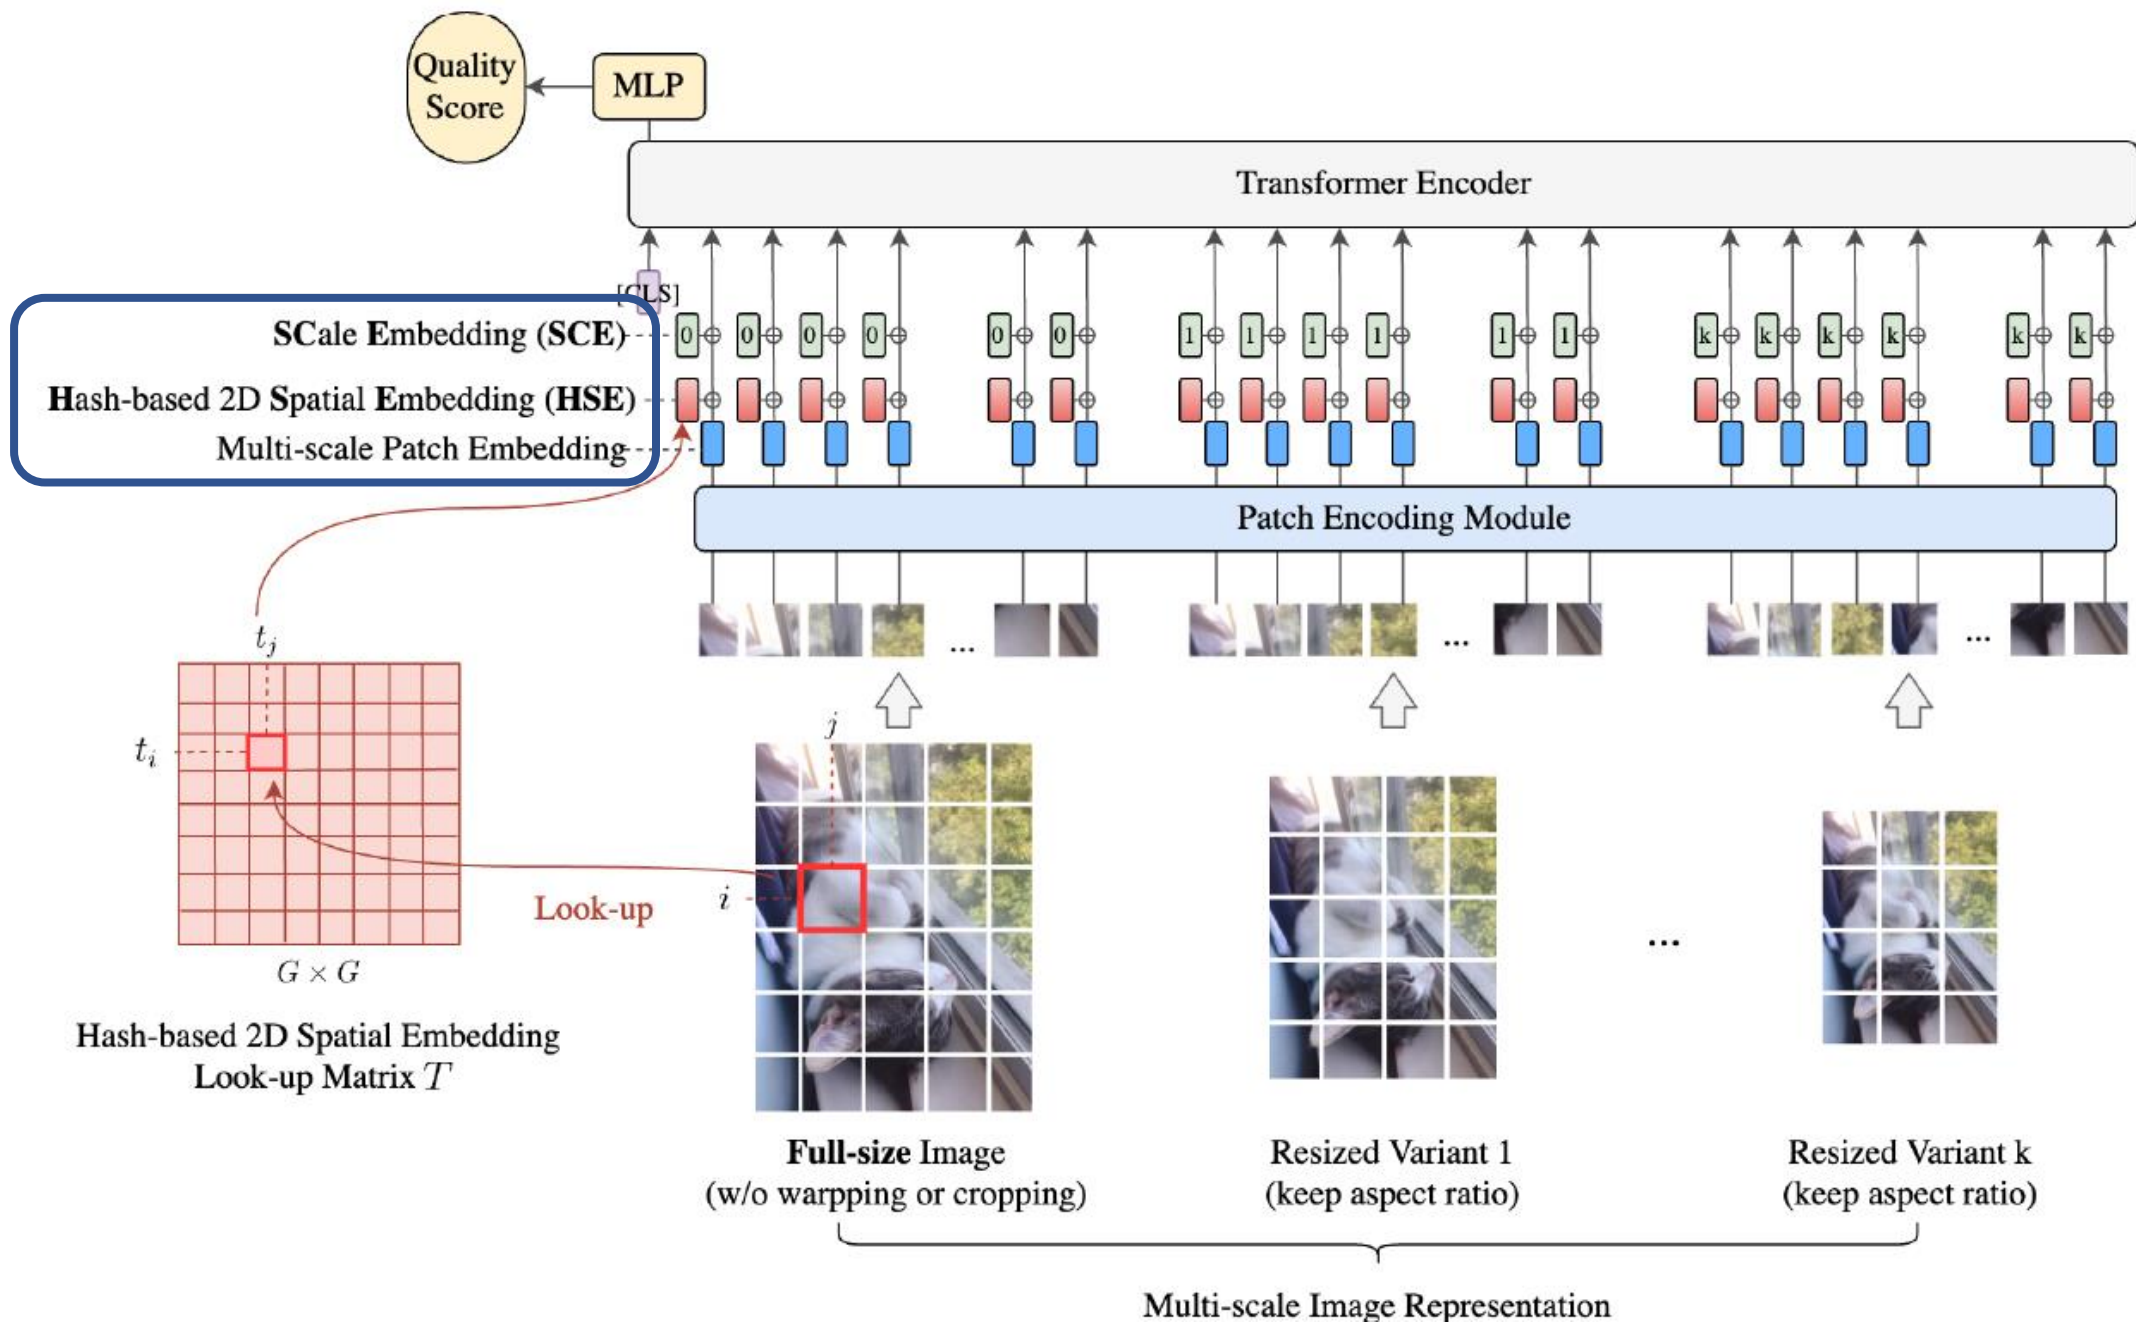 Quality
Score
MLP
Transformer Encoder
[CLS]
SCale Embedding (SCE)
0 0 0 0 0 0 1 1 1 1 1 1 k k k k k k
Hash-based 2D Spatial Embedding (HSE)
Multi-scale Patch Embedding
Patch Encoding Module
... ... ...
t_j
t_i
G × G
Hash-based 2D Spatial Embedding
Look-up Matrix T
Look-up
j
i
...
Full-size Image
(w/o warpping or cropping)
Resized Variant 1
(keep aspect ratio)
Resized Variant k
(keep aspect ratio)
Multi-scale Image Representation